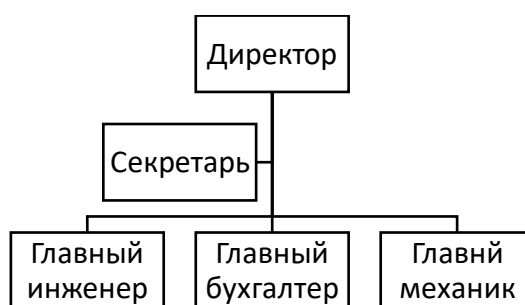 Директор
Секретарь
Главный
инженер
Главный
бухгалтер
Главнй
механик